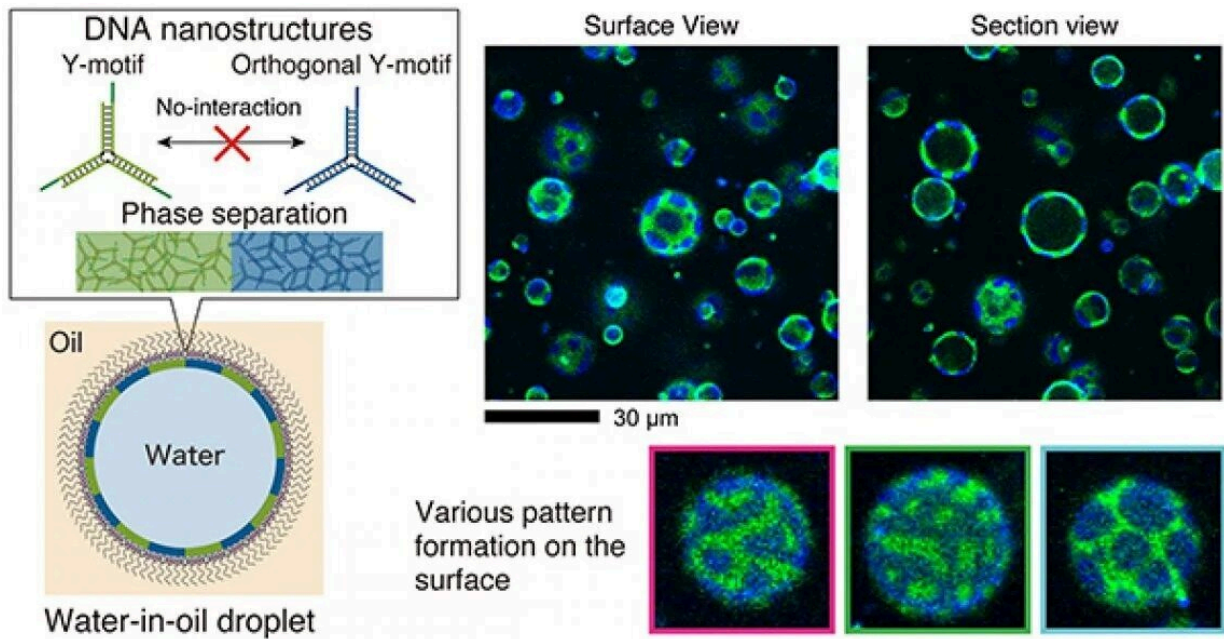 DNA nanostructures
Y-motif
Orthogonal Y-motif
No-interaction
Phase separation
Oil
Water
Water-in-oil droplet
Surface View
Section view
30 µm
Various pattern
formation on the
surface